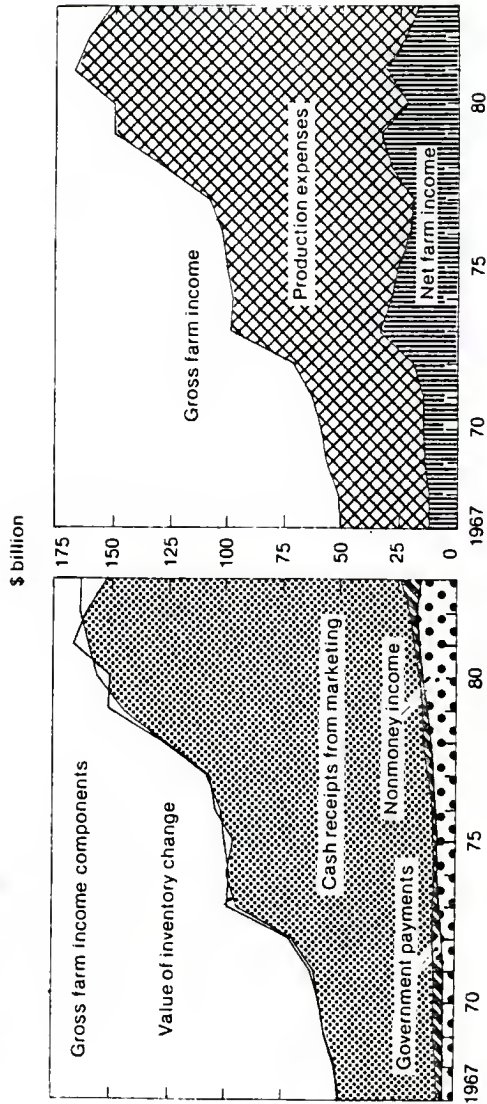 $ billion
Gross farm income components
Value of inventory change
Cash receipts from marketing
Government payments
Nonmoney income
1967 70 75 80
175
150
125
100
75
50
25
0
Gross farm income
Production expenses
Net farm income
1967 70 75 80